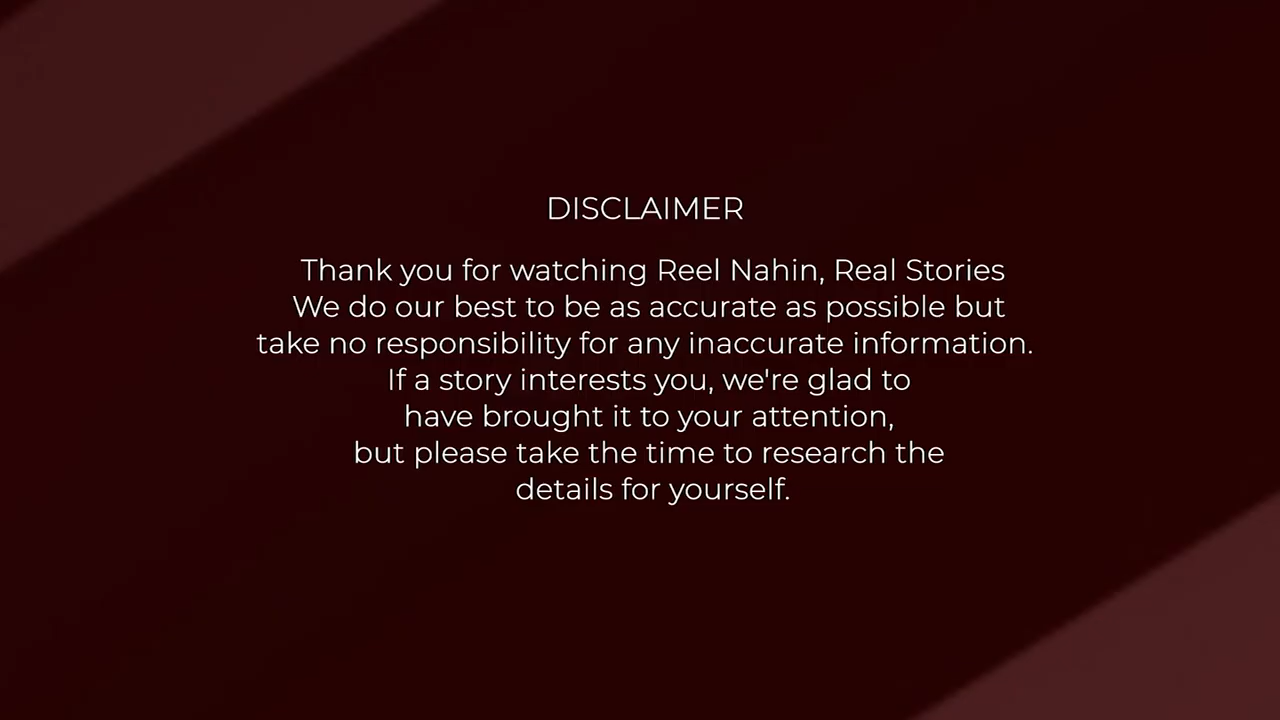 DISCLAIMER
Thank you for watching Reel Nahin, Real Stories
We do our best to be as accurate as possible but
take no responsibility for any inaccurate information.
If a story interests you, we're glad to
have brought it to your attention,
but please take the time to research the
details for yourself.